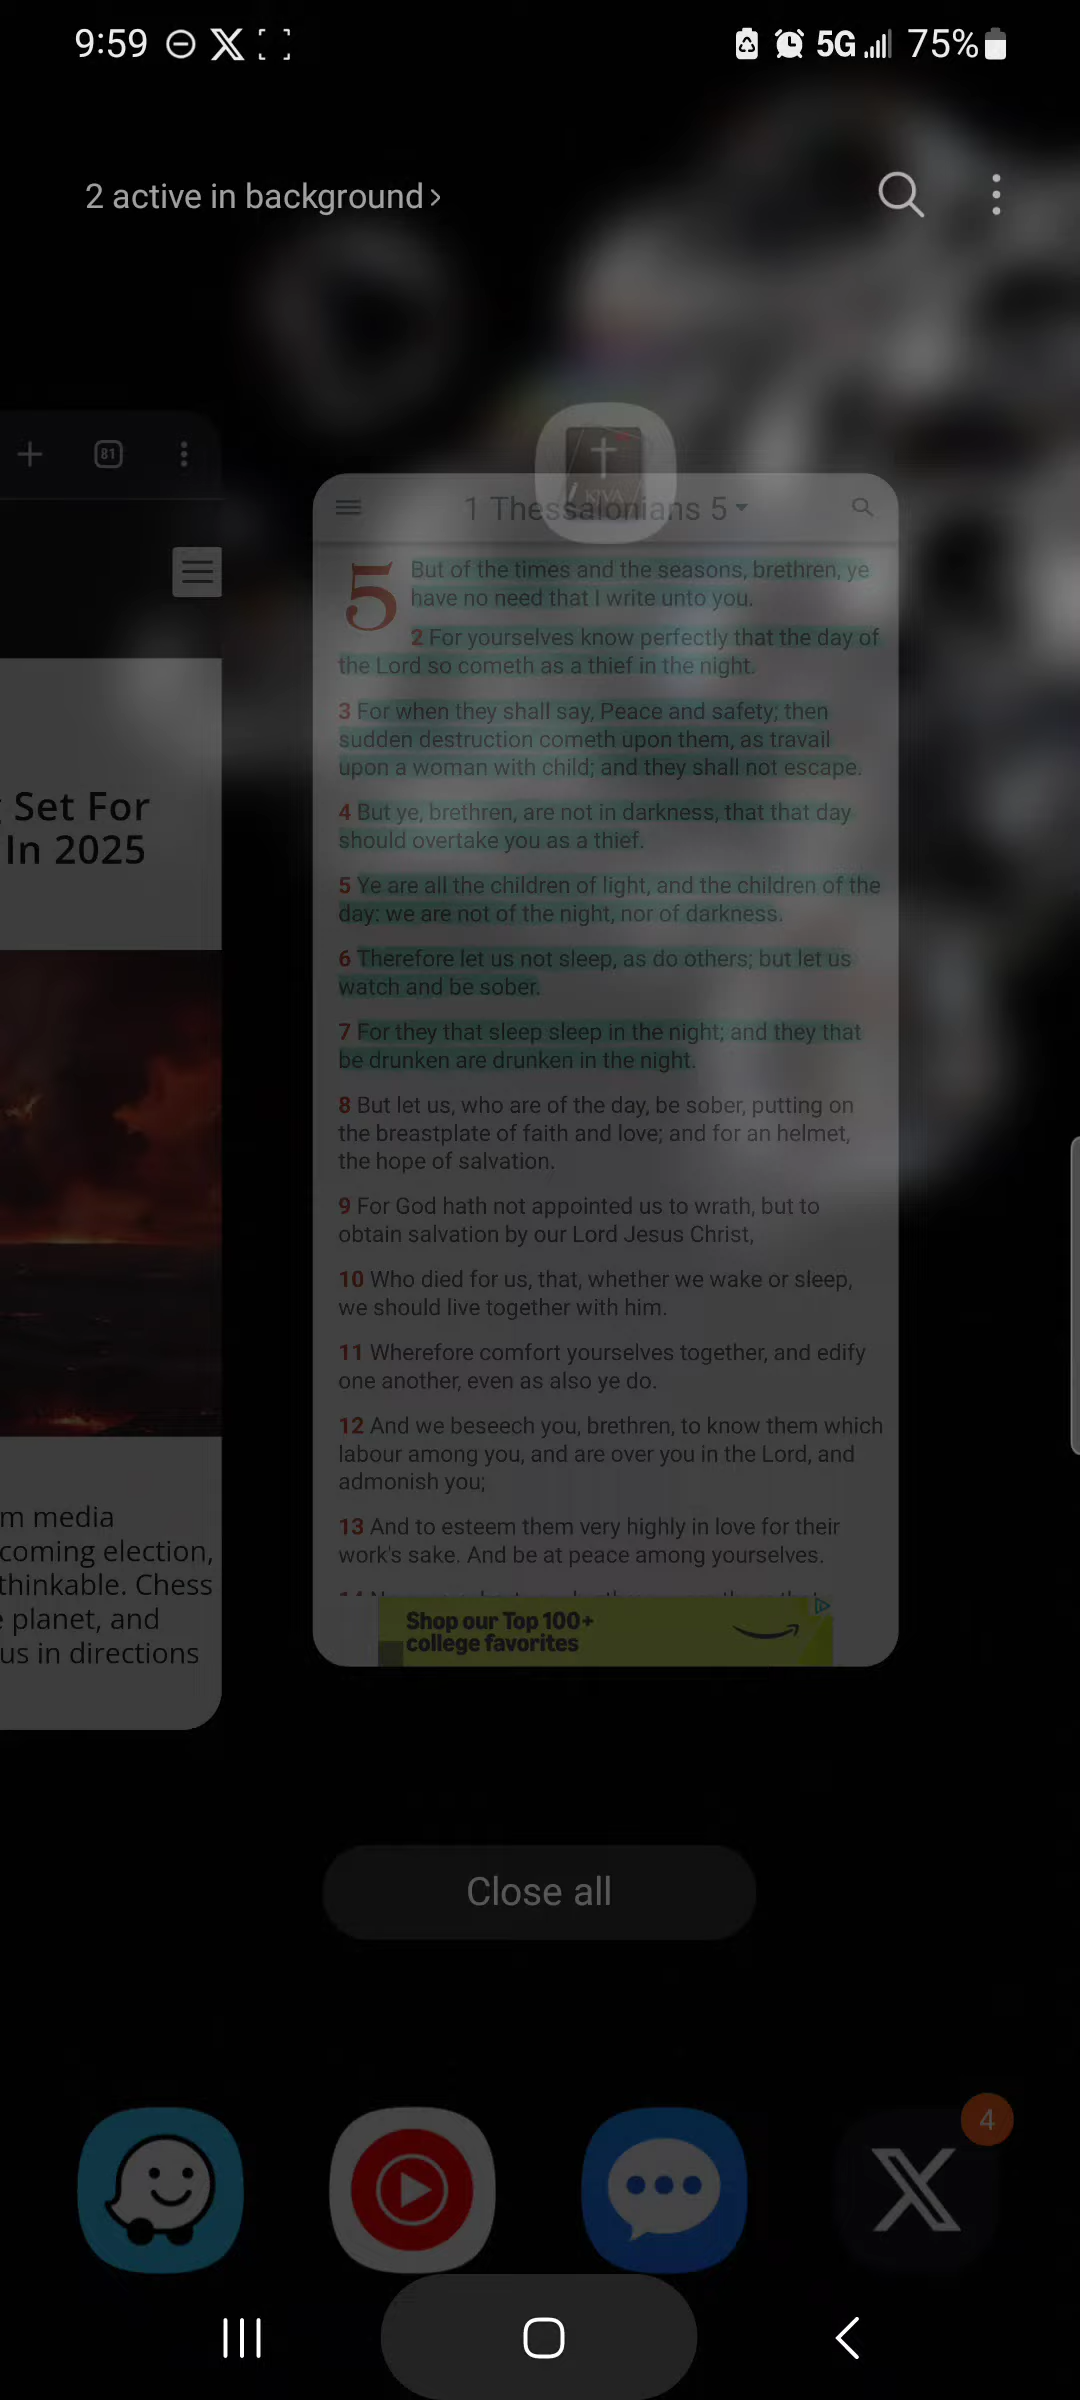 9:59
5G 75%
2 active in background >
81
Set For
In 2025
m media
coming election,
thinkable. Chess
planet, and
us in directions
KJVA
1 Thessalonians 5
5 But of the times and the seasons, brethren, ye
have no need that I write unto you.
2 For yourselves know perfectly that the day of
the Lord so cometh as a thief in the night.
3 For when they shall say, Peace and safety; then
sudden destruction cometh upon them, as travail
upon a woman with child; and they shall not escape.
4 But ye, brethren, are not in darkness, that that day
should overtake you as a thief.
5 Ye are all the children of light, and the children of the
day: we are not of the night, nor of darkness.
6 Therefore let us not sleep, as do others; but let us
watch and be sober.
7 For they that sleep sleep in the night; and they that
be drunken are drunken in the night.
8 But let us, who are of the day, be sober, putting on
the breastplate of faith and love; and for an helmet,
the hope of salvation.
9 For God hath not appointed us to wrath, but to
obtain salvation by our Lord Jesus Christ,
10 Who died for us, that, whether we wake or sleep,
we should live together with him.
11 Wherefore comfort yourselves together, and edify
one another, even as also ye do.
12 And we beseech you, brethren, to know them which
labour among you, and are over you in the Lord, and
admonish you;
13 And to esteem them very highly in love for their
work's sake. And be at peace among yourselves.
Shop our Top 100+
college favorites
Close all
4